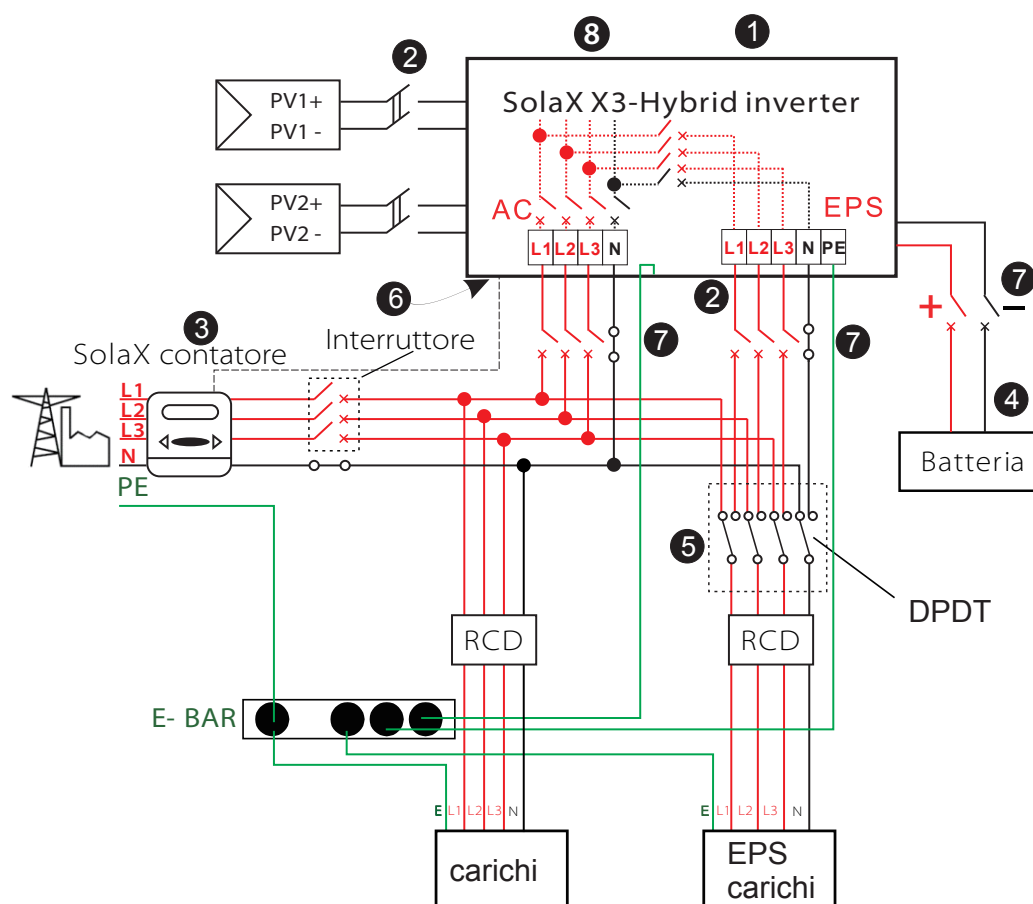 8
1
2
PV1+
PV1 -
SolaX X3-Hybrid inverter
PV2+
PV2 -
AC
EPS
L1 L2 L3 N
L1 L2 L3 N PE
6
2
7
+
−
7
3
Interruttore
7
SolaX contatore
L1
L2
L3
N
PE
4
Batteria
5
DPDT
RCD
RCD
E- BAR
E L1 L2 L3 N
E L1 L2 L3 N
carichi
EPS
carichi